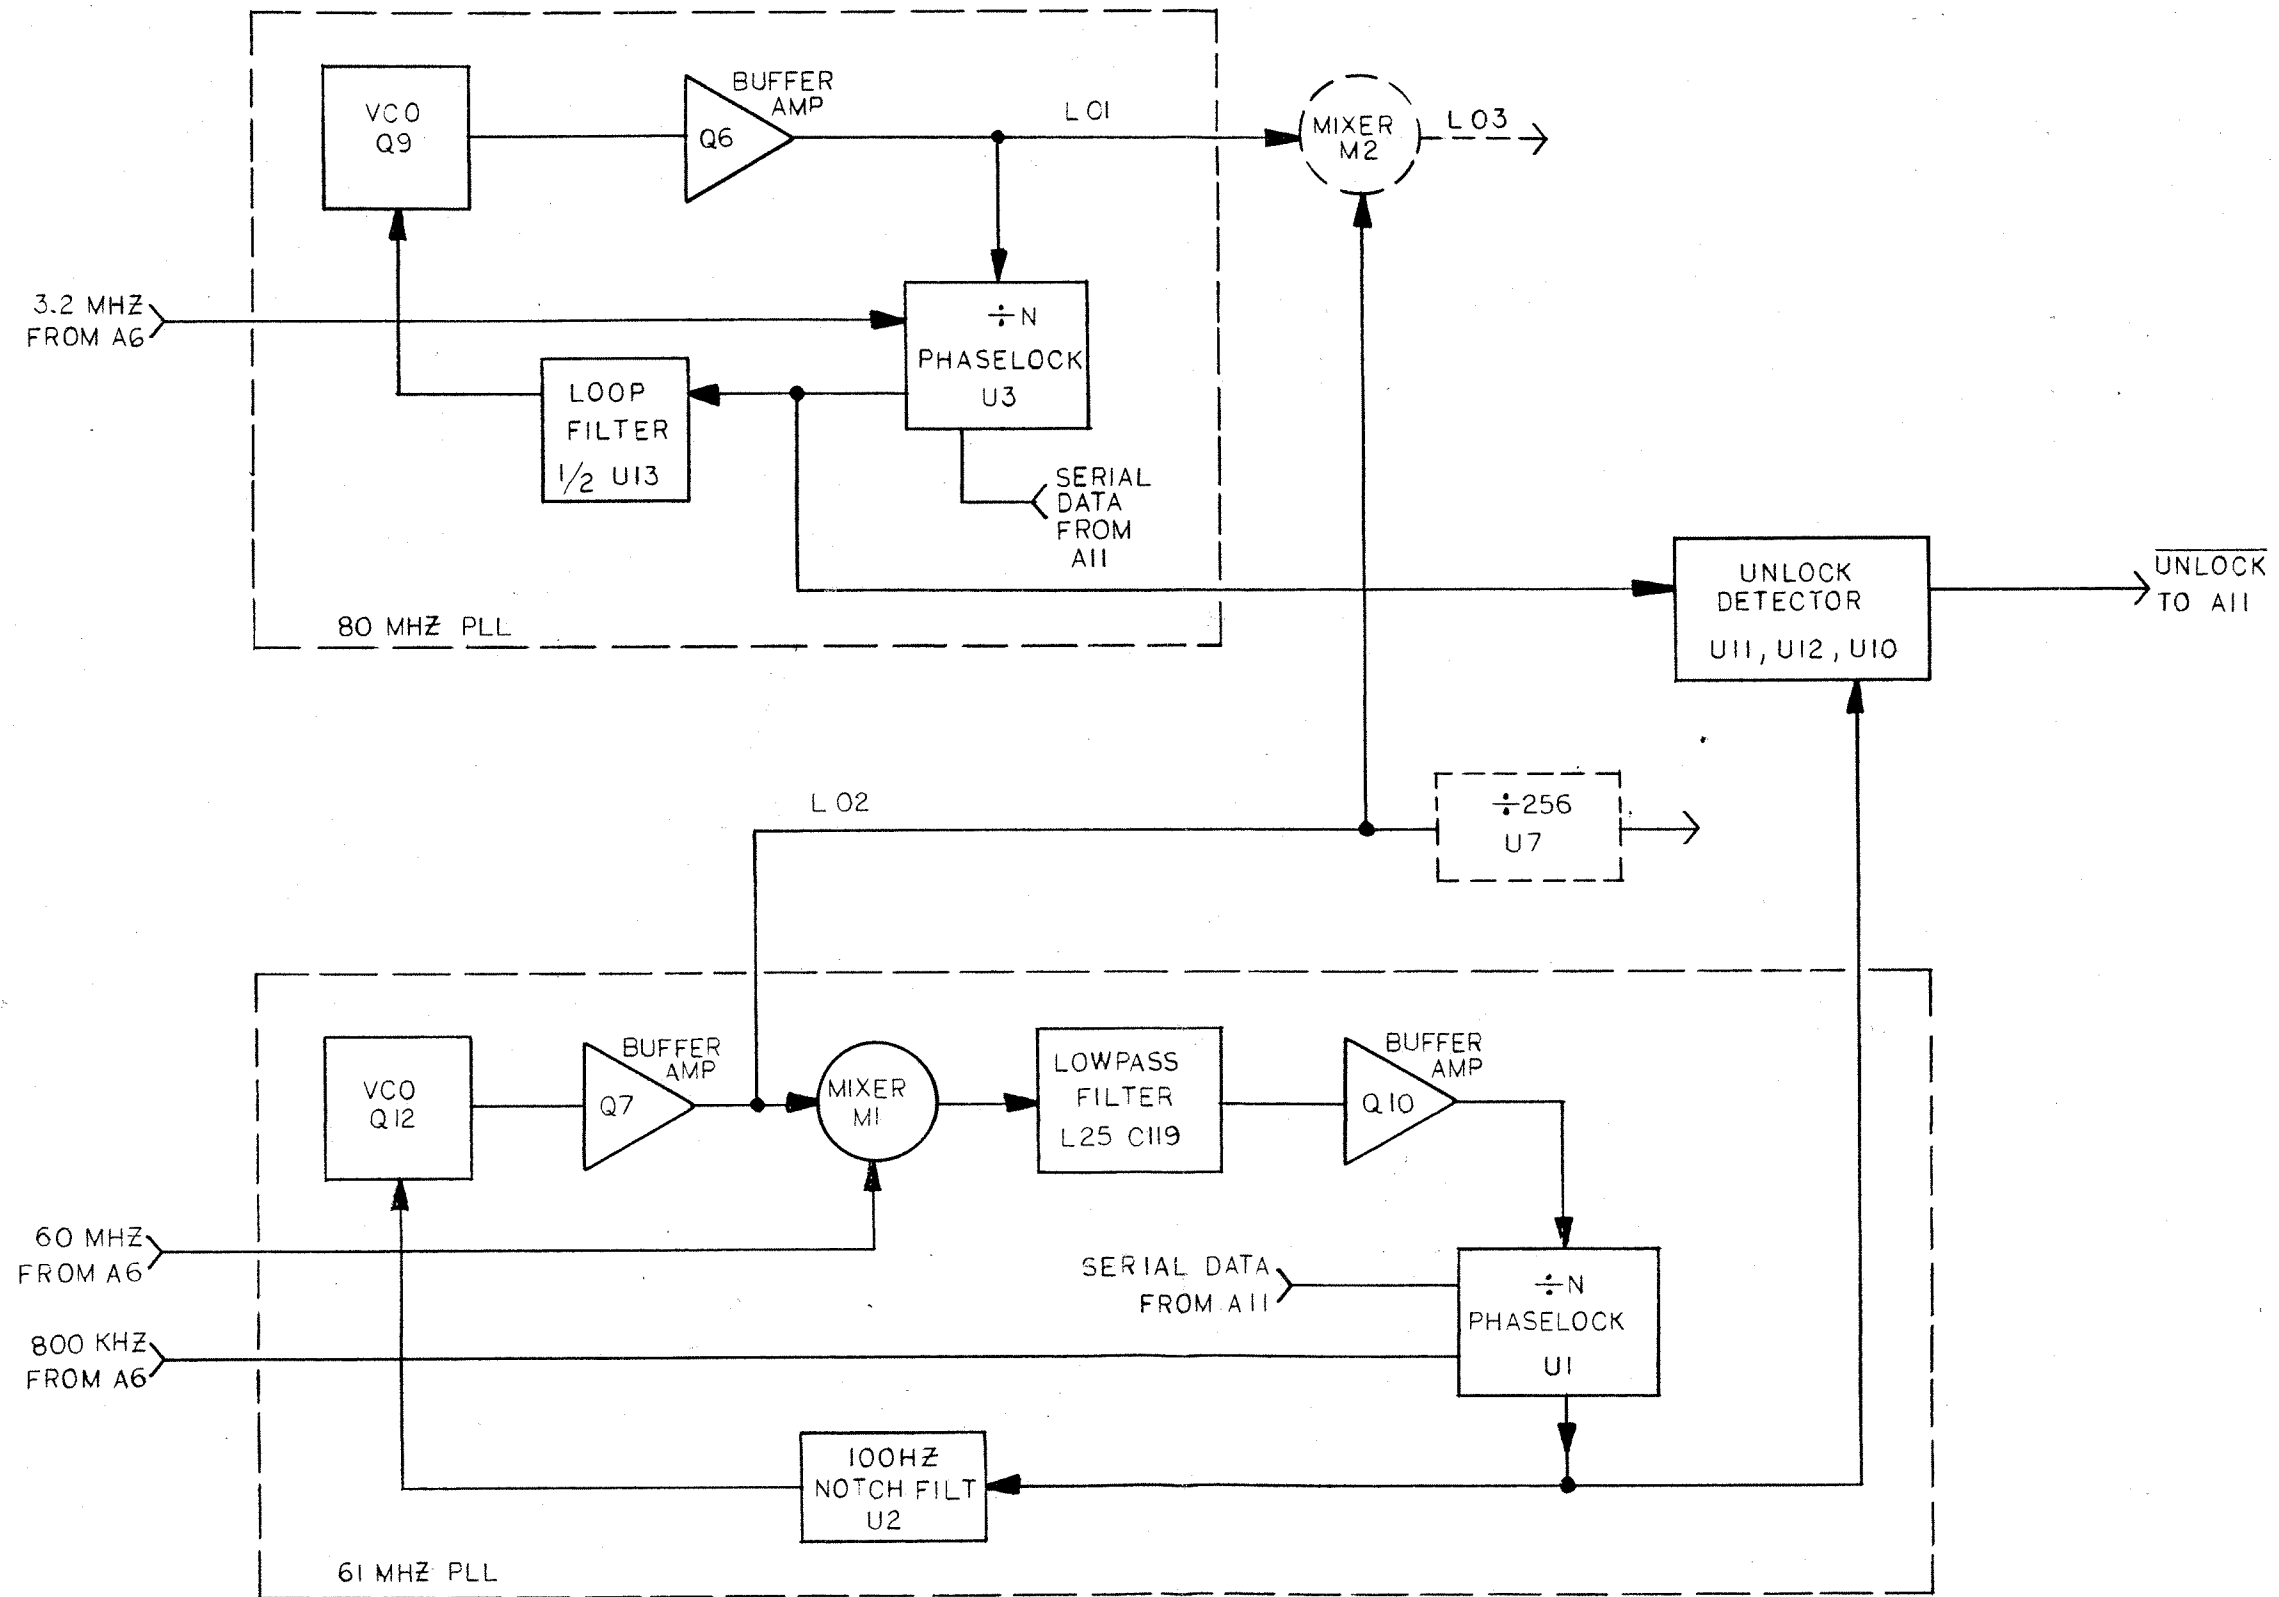 VCO
Q9
BUFFER
AMP
Q6
LO1
MIXER
M2
LO3
3.2 MHZ
FROM A6
÷N
PHASELOCK
U3
LOOP
FILTER
1/2 U13
SERIAL
DATA
FROM
A11
80 MHZ PLL
UNLOCK
DETECTOR
U11, U12, U10
UNLOCK
TO A11
LO2
÷256
U7
VCO
Q12
BUFFER
AMP
Q7
MIXER
M1
LOWPASS
FILTER
L25 C119
BUFFER
AMP
Q10
60 MHZ
FROM A6
SERIAL DATA
FROM A11
÷N
PHASELOCK
U1
800 KHZ
FROM A6
100HZ
NOTCH FILT
U2
61 MHZ PLL